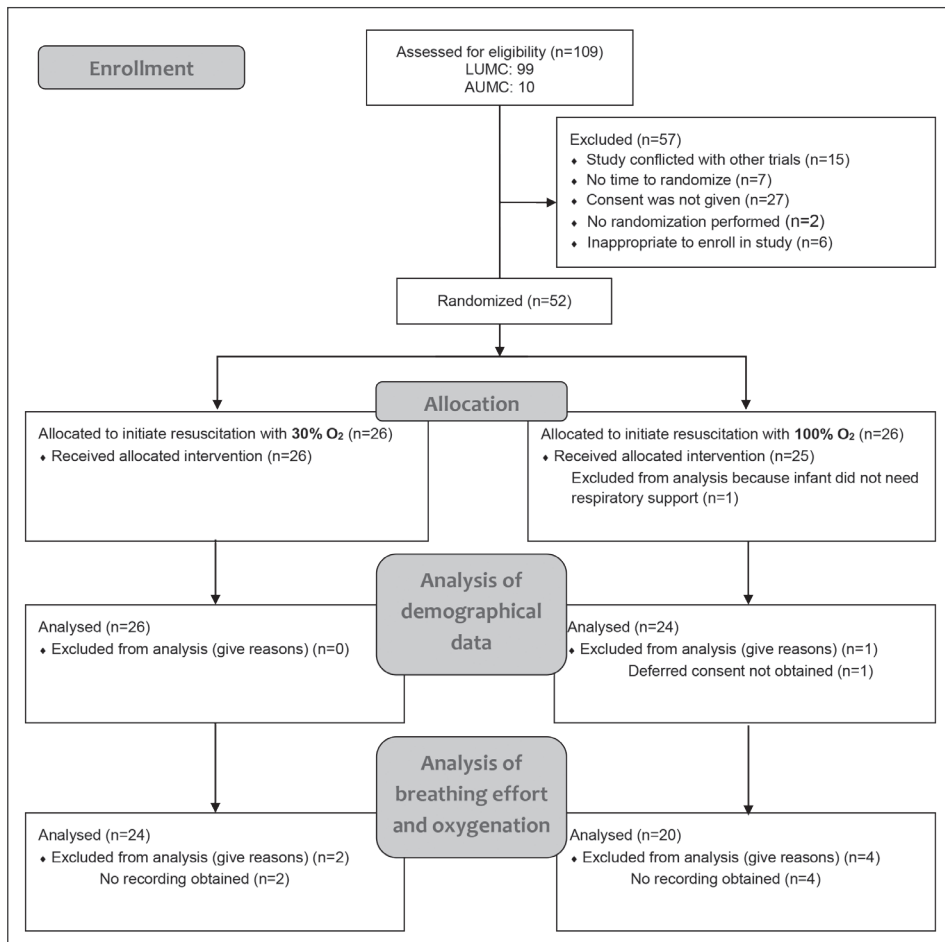 Enrollment
Assessed for eligibility (n=109)
LUMC: 99
AUMC: 10
Excluded (n=57)
⬧ Study conflicted with other trials (n=15)
⬧ No time to randomize (n=7)
⬧ Consent was not given (n=27)
⬧ No randomization performed (n=2)
⬧ Inappropriate to enroll in study (n=6)
Randomized (n=52)
Allocation
Allocated to initiate resuscitation with 30% O₂ (n=26)
⬧ Received allocated intervention (n=26)
Allocated to initiate resuscitation with 100% O₂ (n=26)
⬧ Received allocated intervention (n=25)
Excluded from analysis because infant did not need
respiratory support (n=1)
Analysis of
demographical
data
Analysed (n=26)
⬧ Excluded from analysis (give reasons) (n=0)
Analysed (n=24)
⬧ Excluded from analysis (give reasons) (n=1)
Deferred consent not obtained (n=1)
Analysis of
breathing effort
and oxygenation
Analysed (n=24)
⬧ Excluded from analysis (give reasons) (n=2)
No recording obtained (n=2)
Analysed (n=20)
⬧ Excluded from analysis (give reasons) (n=4)
No recording obtained (n=4)